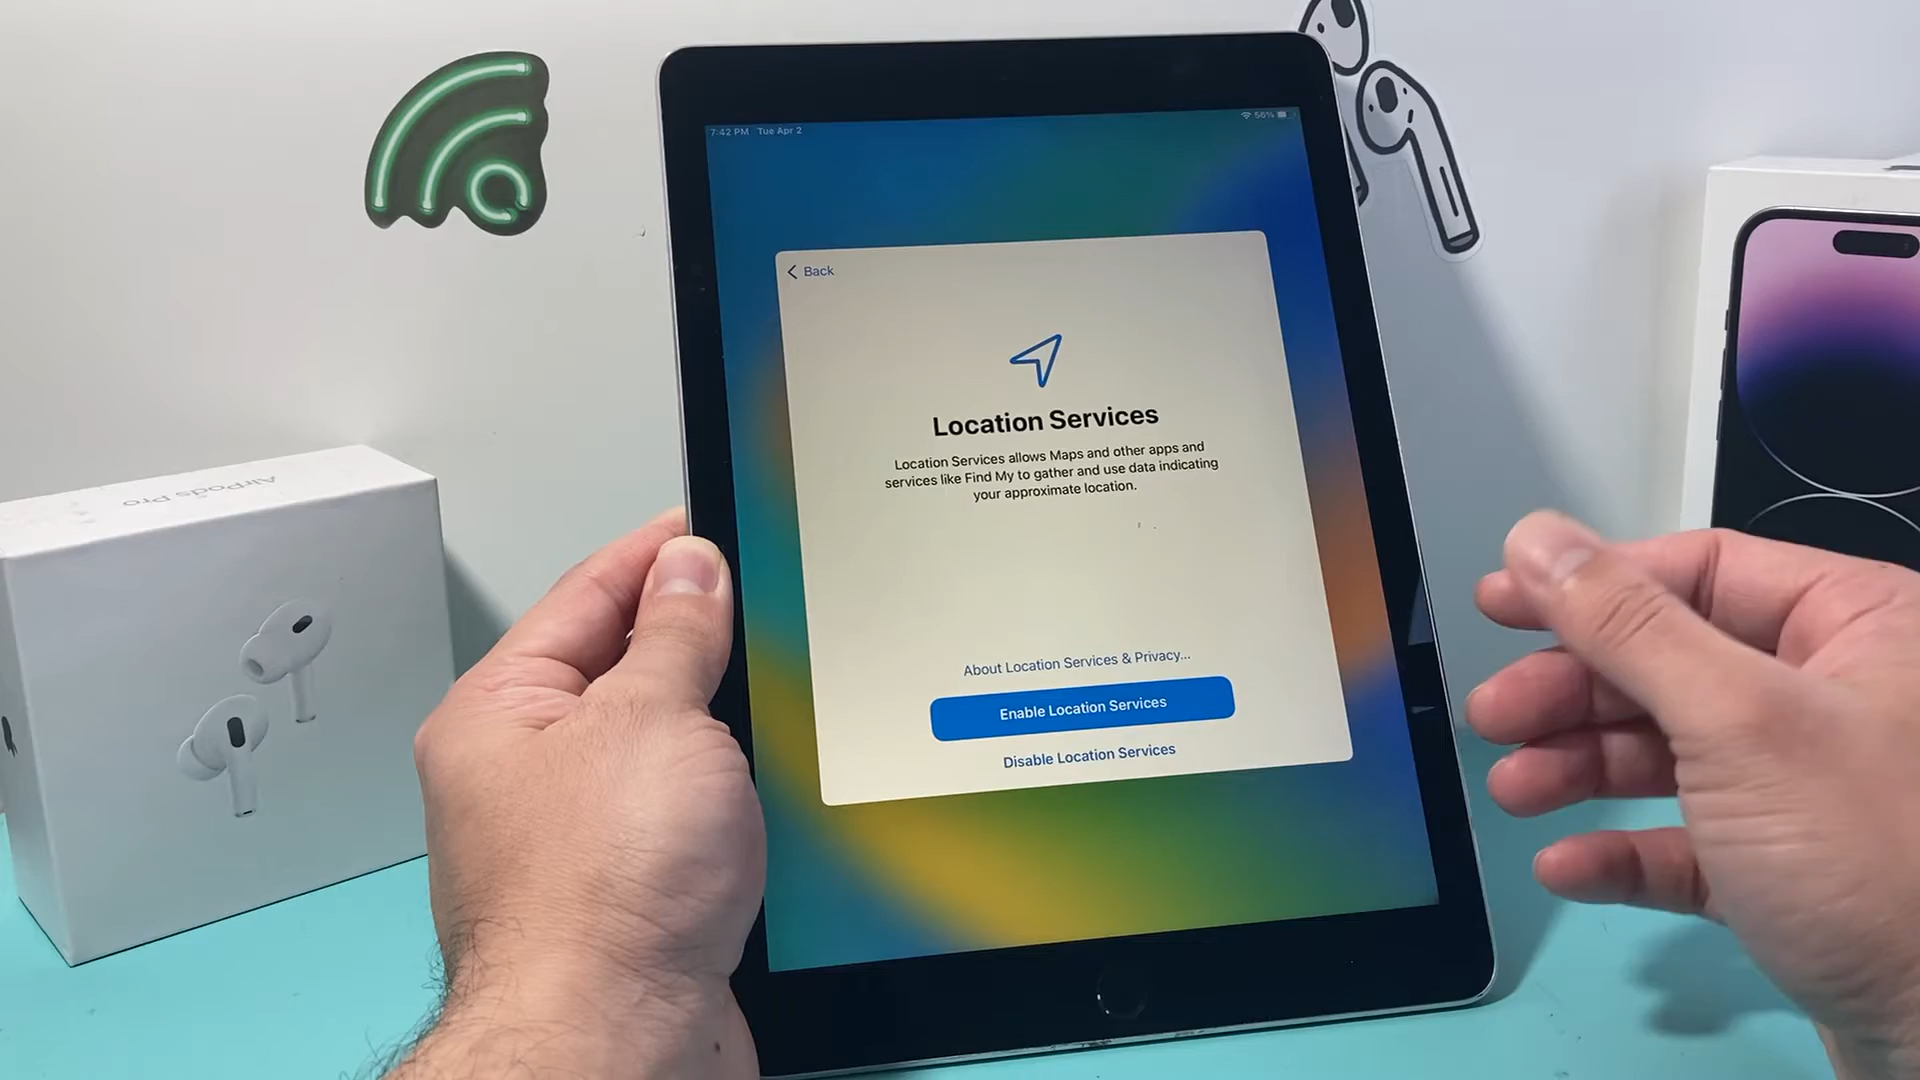 7:42 PM Tue Apr 2
56%
Back
Location Services
Location Services allows Maps and other apps and
services like Find My to gather and use data indicating
your approximate location.
About Location Services & Privacy...
Enable Location Services
Disable Location Services
AirPods Pro